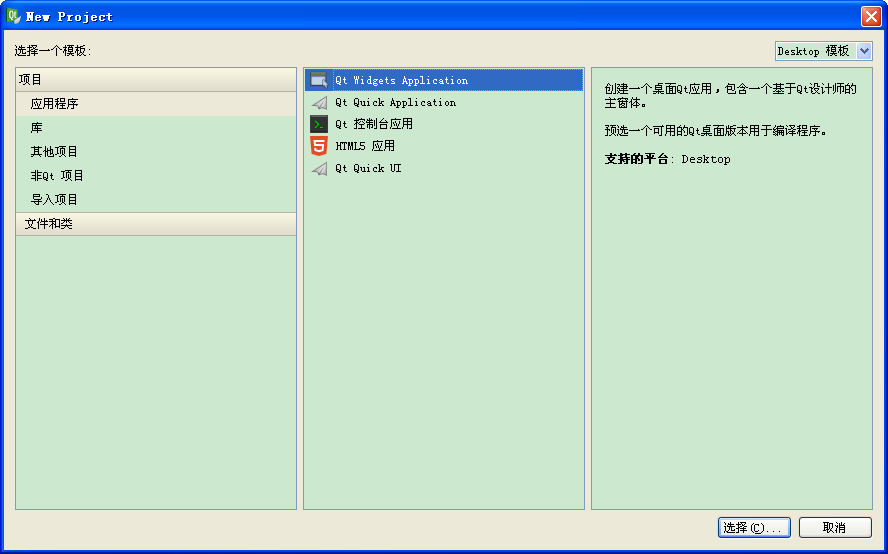 New Project
选择一个模板:
Desktop 模板
项目
应用程序
库
其他项目
非Qt 项目
导入项目
文件和类
Qt Widgets Application
Qt Quick Application
Qt 控制台应用
HTML5 应用
Qt Quick UI
创建一个桌面Qt应用，包含一个基于Qt设计师的
主窗体。
预选一个可用的Qt桌面版本用于编译程序。
支持的平台: Desktop
选择(C)...
取消